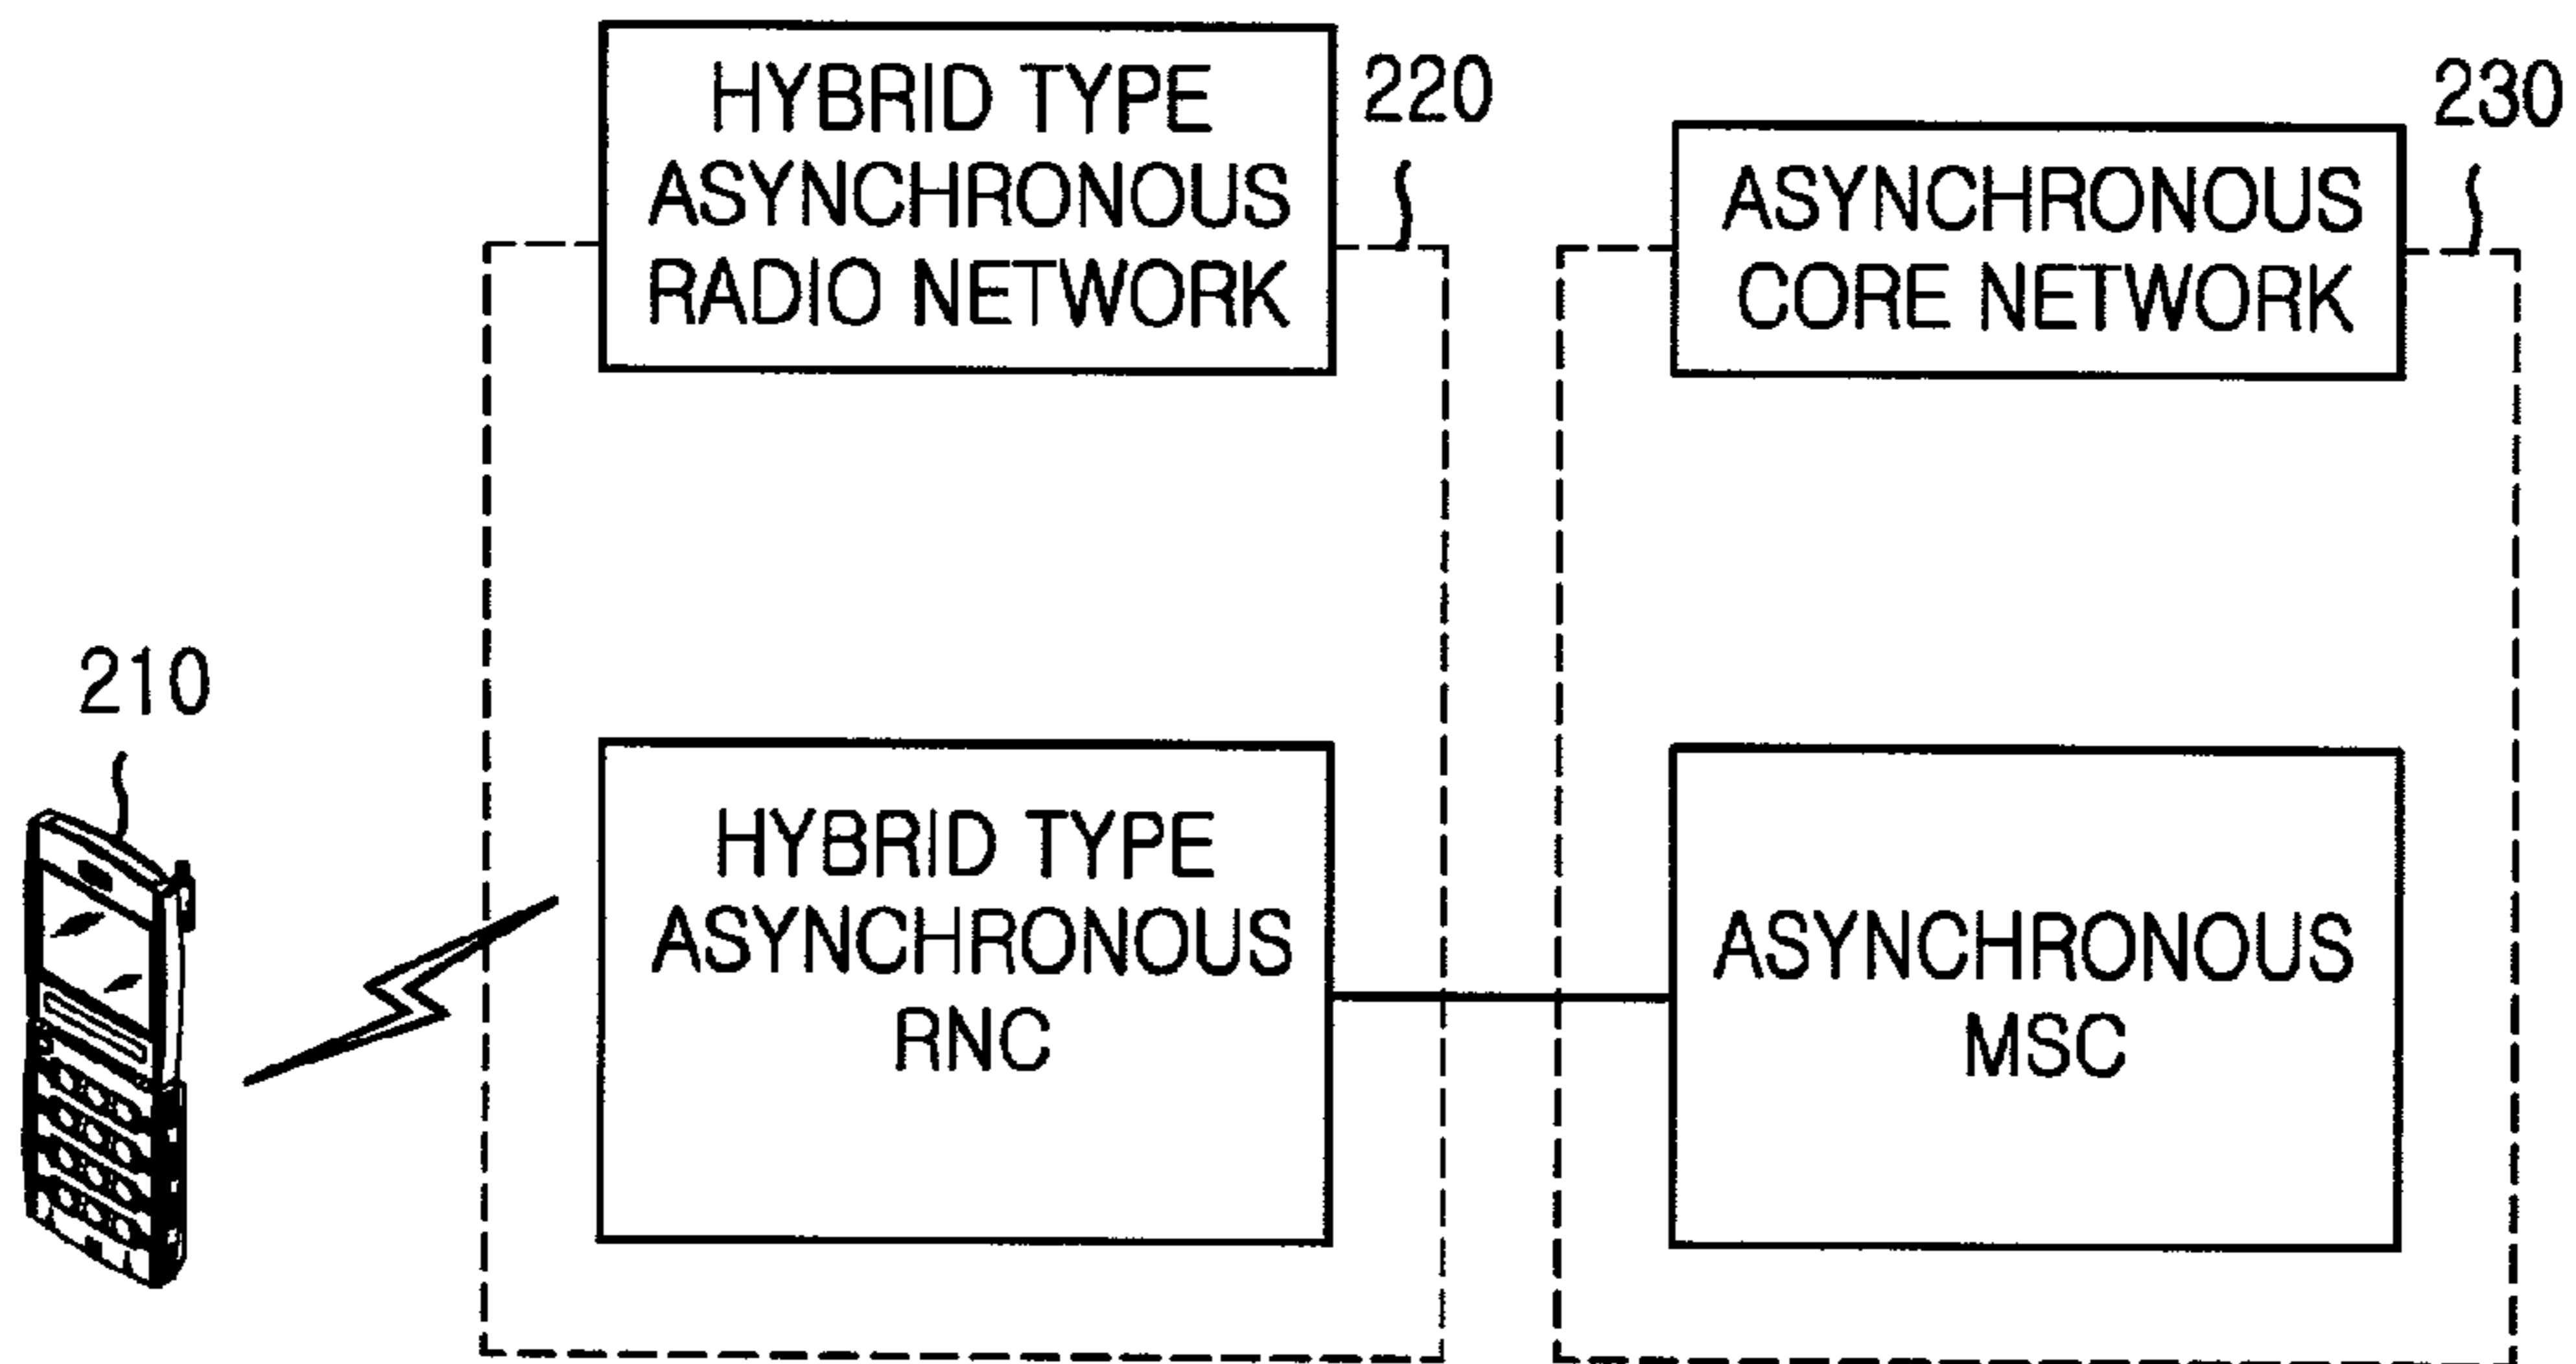 HYBRID TYPE
ASYNCHRONOUS
RADIO NETWORK
220
ASYNCHRONOUS
CORE NETWORK
230
210
HYBRID TYPE
ASYNCHRONOUS
RNC
ASYNCHRONOUS
MSC